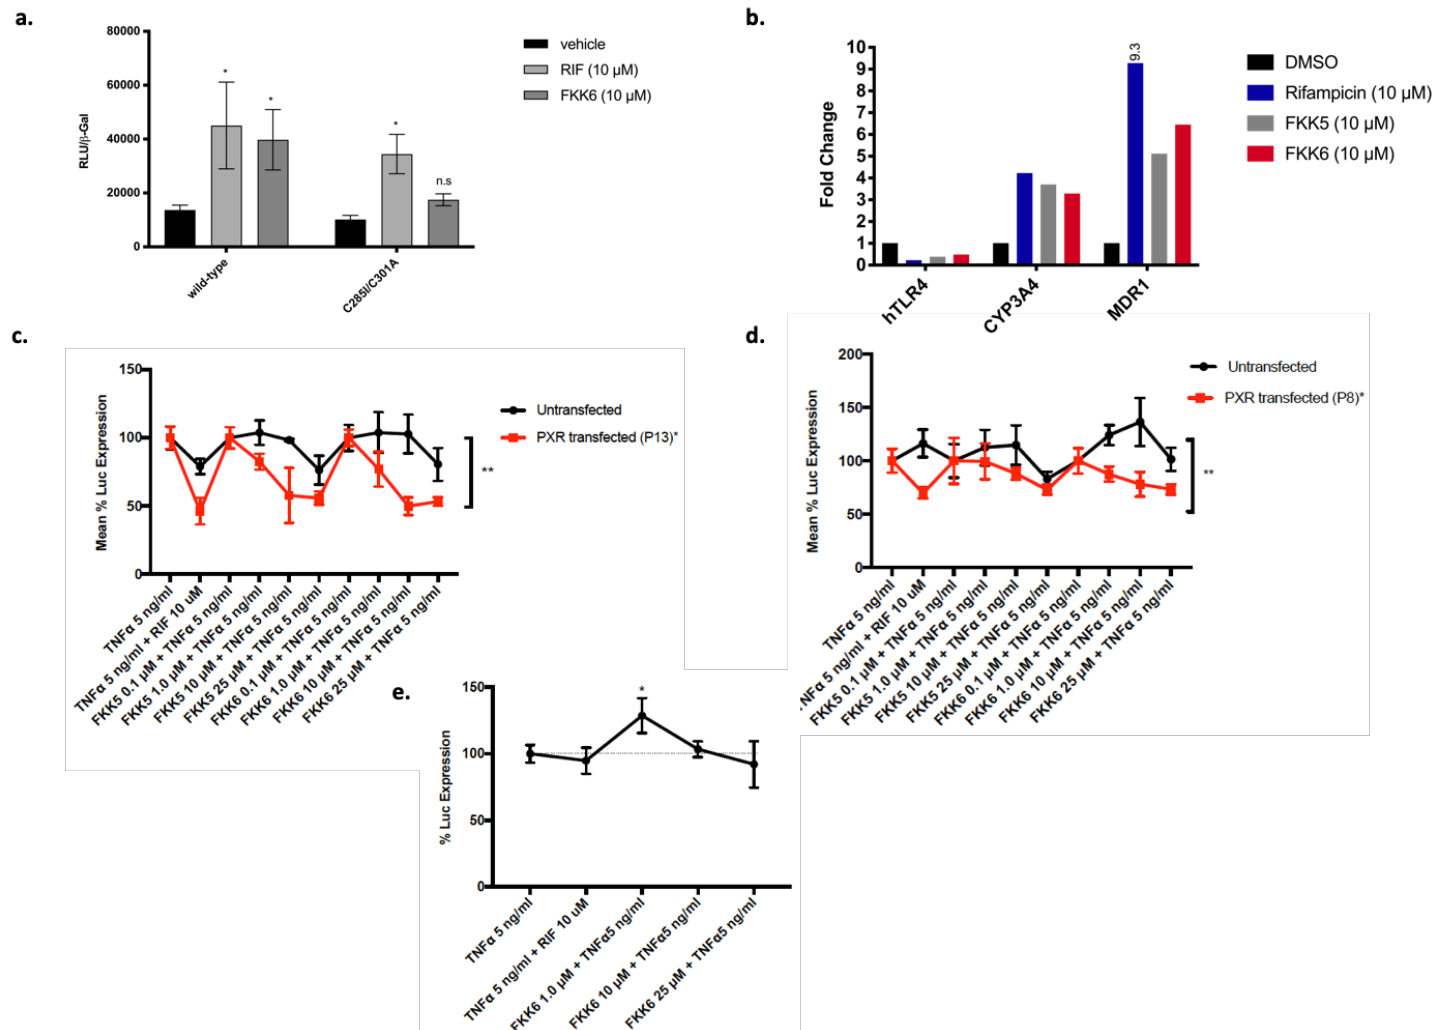 a.
80000
60000
40000
20000
0
RLU/β-Gal
*
*
*
n.s
wild-type
C285I/C301A
vehicle
RIF (10 µM)
FKK6 (10 µM)
b.
10
9
8
7
6
5
4
3
2
1
0
Fold Change
9.3
hTLR4
CYP3A4
MDR1
DMSO
Rifampicin (10 µM)
FKK5 (10 µM)
FKK6 (10 µM)
c.
150
100
50
0
Mean % Luc Expression
Untransfected
PXR transfected (P13)*
**
TNFα 5 ng/ml
TNFα 5 ng/ml + RIF 10 uM
FKK5 0.1 µM + TNFα 5 ng/ml
FKK5 1.0 µM + TNFα 5 ng/ml
FKK5 10 µM + TNFα 5 ng/ml
FKK5 25 µM + TNFα 5 ng/ml
FKK6 0.1 µM + TNFα 5 ng/ml
FKK6 1.0 µM + TNFα 5 ng/ml
FKK6 10 µM + TNFα 5 ng/ml
FKK6 25 µM + TNFα 5 ng/ml
d.
200
150
100
50
0
Mean % Luc Expression
Untransfected
PXR transfected (P8)*
**
TNFα 5 ng/ml
TNFα 5 ng/ml + RIF 10 uM
FKK5 0.1 µM + TNFα 5 ng/ml
FKK5 1.0 µM + TNFα 5 ng/ml
FKK5 10 µM + TNFα 5 ng/ml
FKK5 25 µM + TNFα 5 ng/ml
FKK6 0.1 µM + TNFα 5 ng/ml
FKK6 1.0 µM + TNFα 5 ng/ml
FKK6 10 µM + TNFα 5 ng/ml
FKK6 25 µM + TNFα 5 ng/ml
e.
150
100
50
0
% Luc Expression
*
TNFα 5 ng/ml
TNFα 5 ng/ml + RIF 10 uM
FKK6 1.0 µM + TNFα5 ng/ml
FKK6 10 µM + TNFα5 ng/ml
FKK6 25 µM + TNFα5 ng/ml